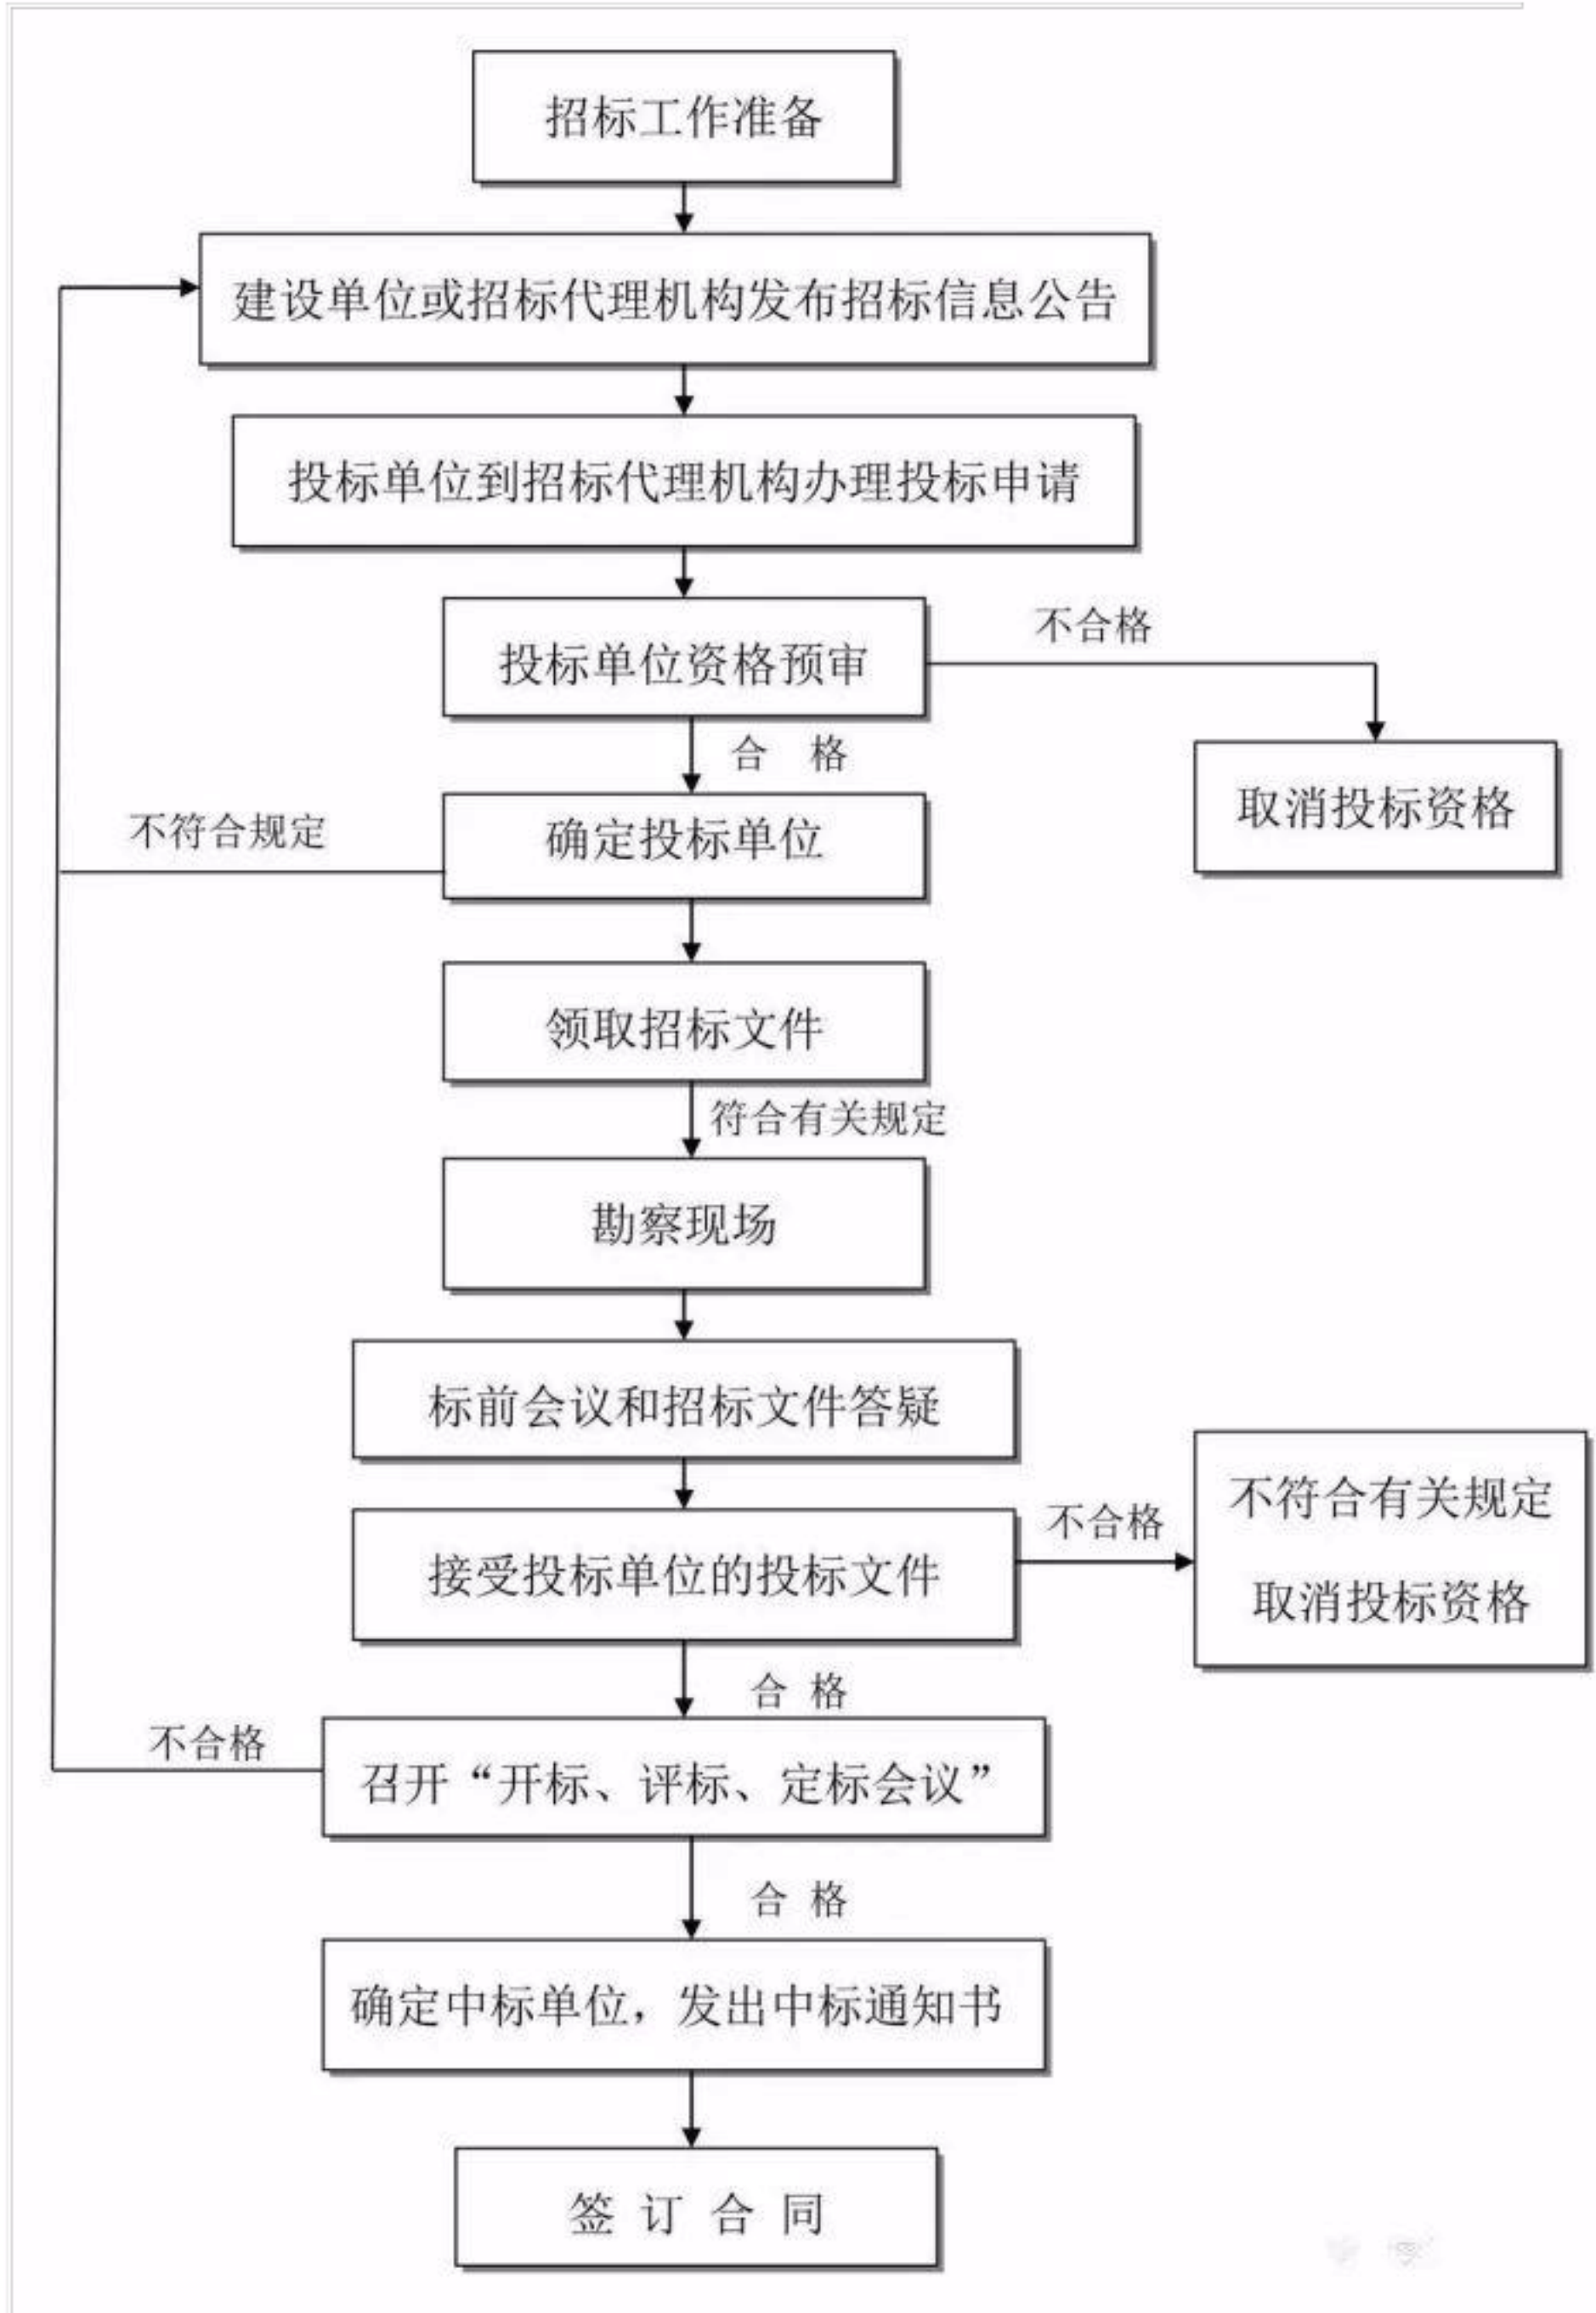 招标工作准备
建设单位或招标代理机构发布招标信息公告
投标单位到招标代理机构办理投标申请
不合格
投标单位资格预审
合 格
取消投标资格
不符合规定
确定投标单位
领取招标文件
符合有关规定
勘察现场
标前会议和招标文件答疑
不符合有关规定
取消投标资格
不合格
接受投标单位的投标文件
合 格
不合格
召开“开标、评标、定标会议”
合 格
确定中标单位，发出中标通知书
签 订 合 同